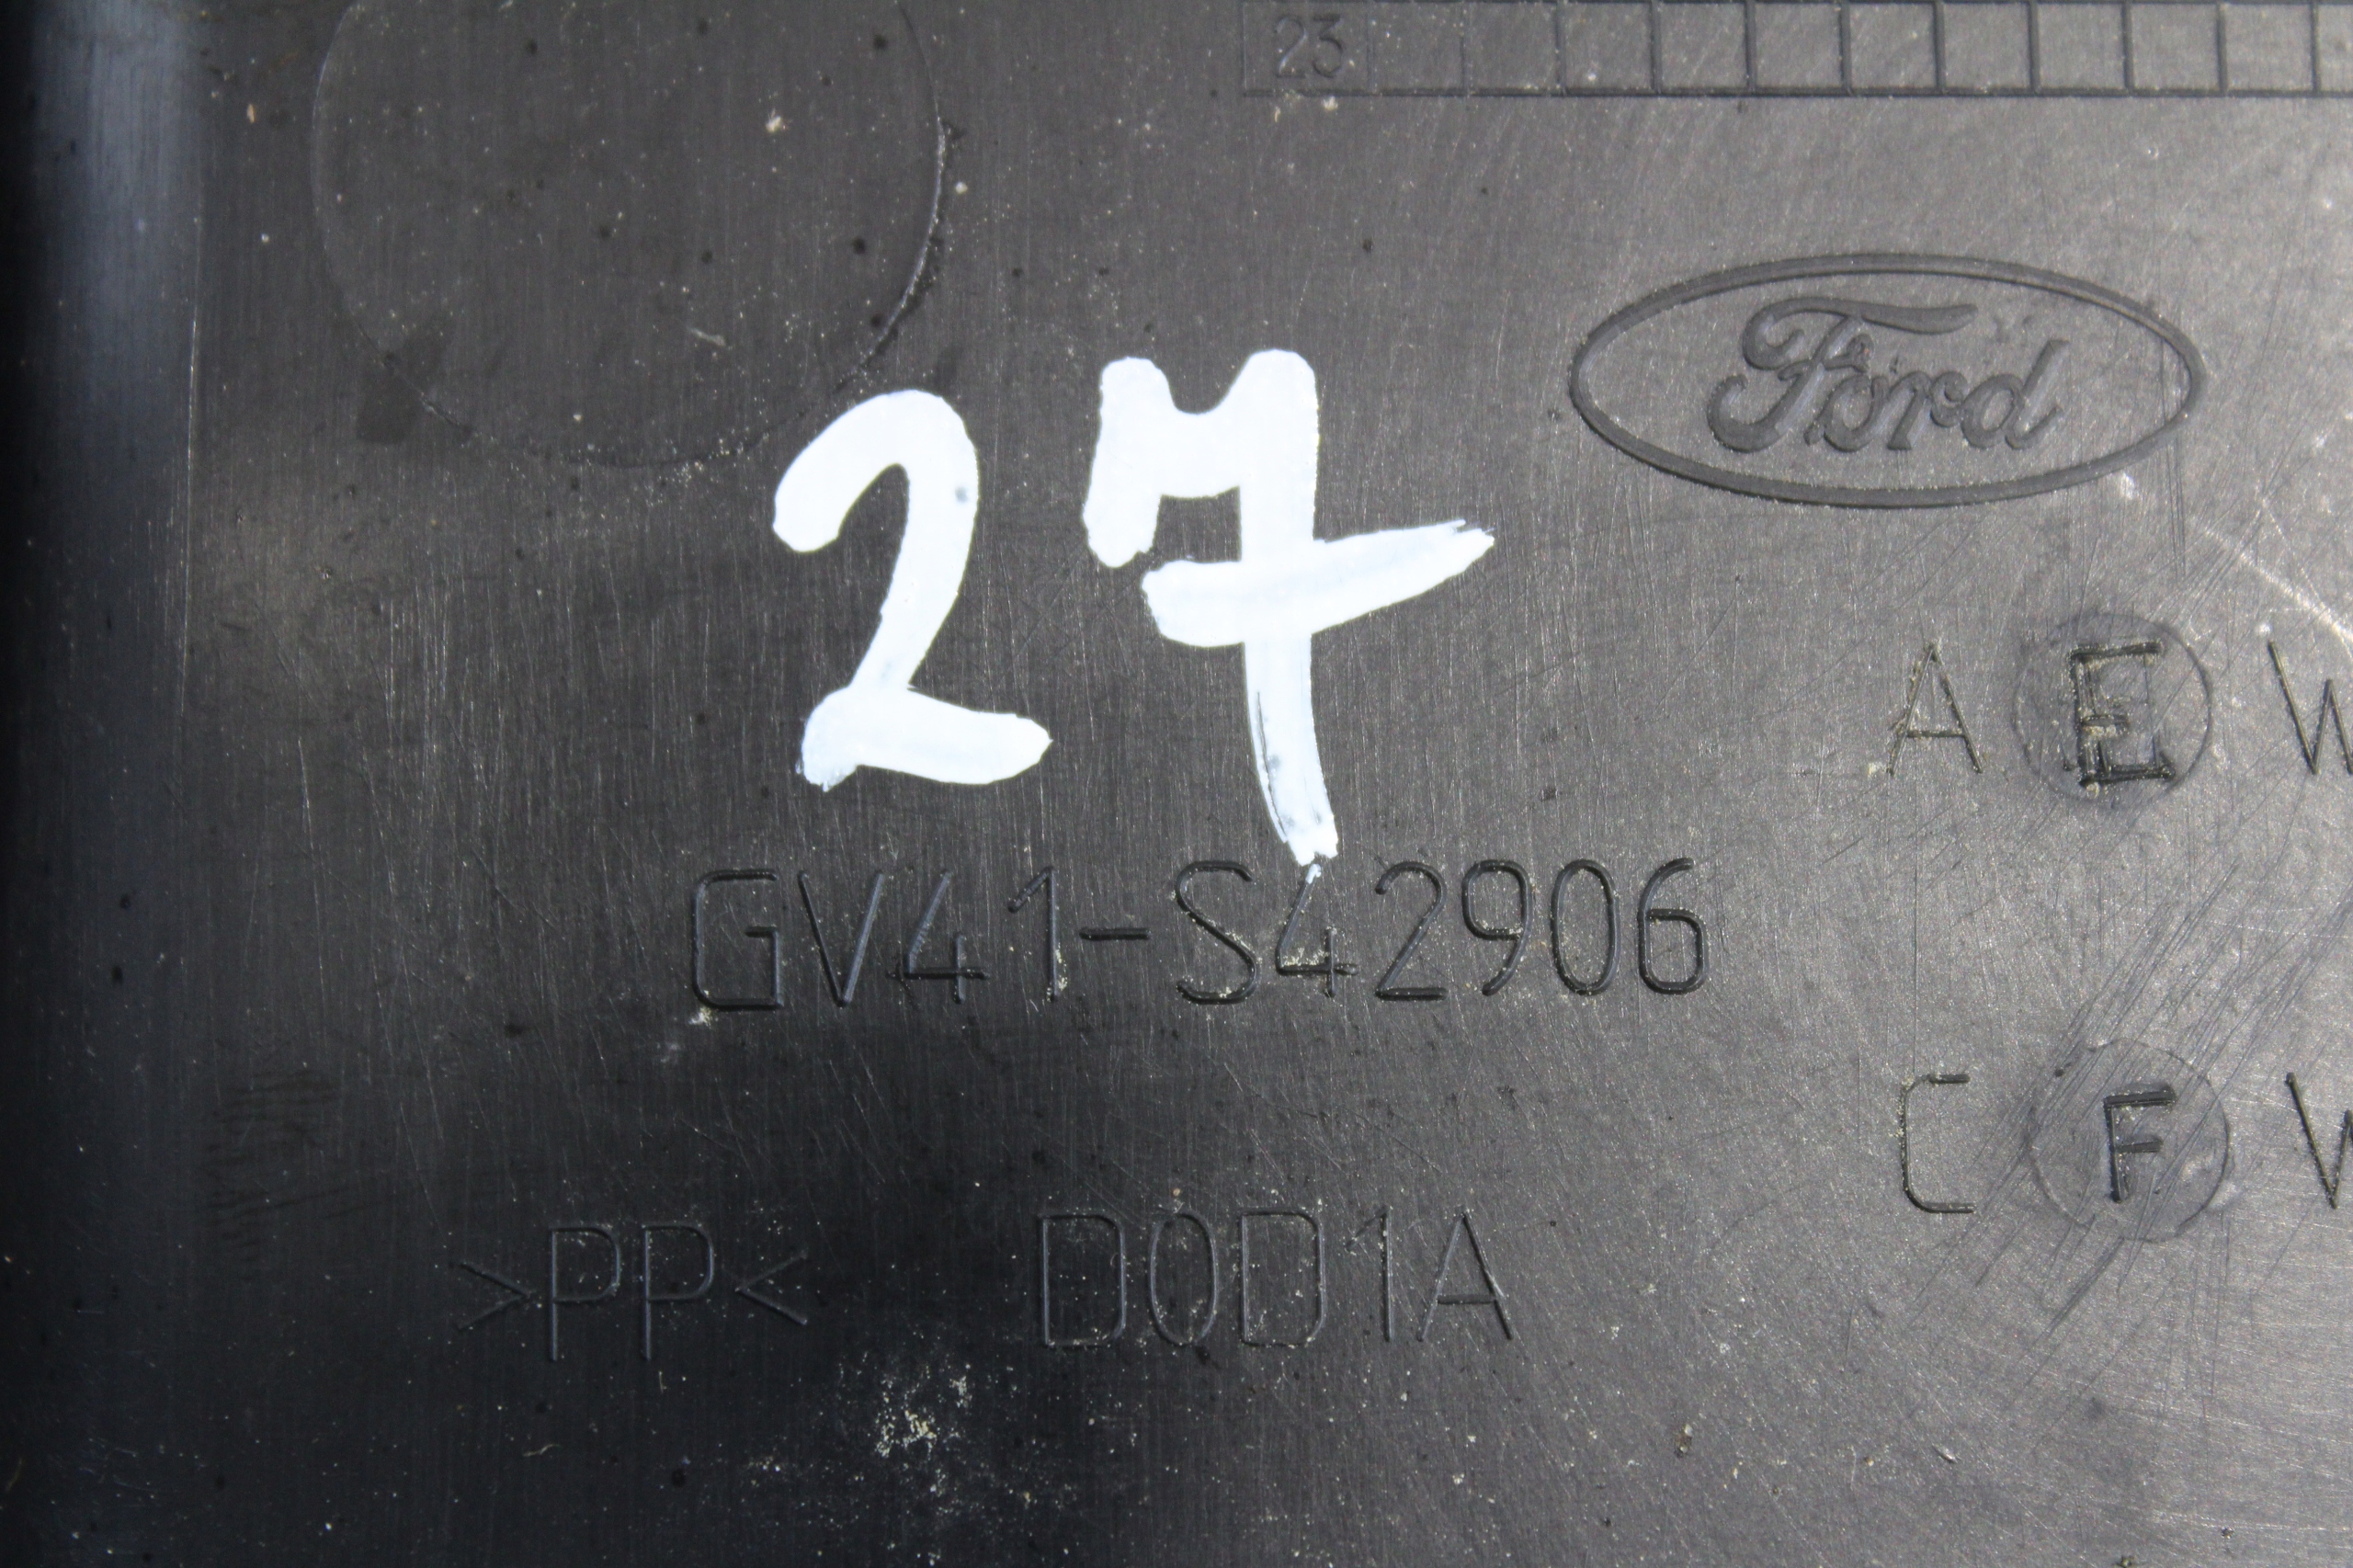 23
Ford
27
A E W
GV41-S42906
C F W
>PP< D0D1A